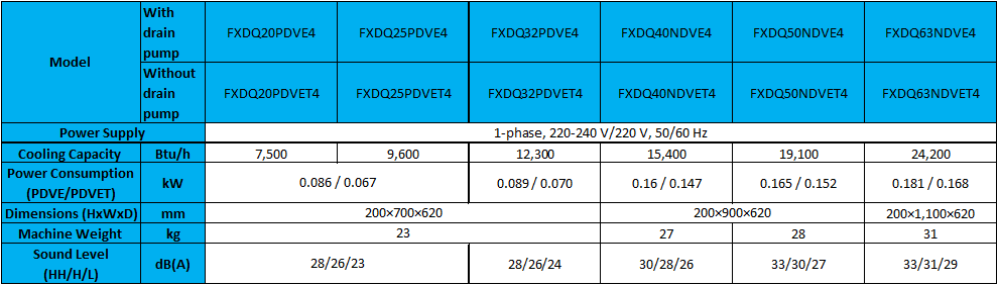 Model With drain pump FXDQ20PDVE4 FXDQ25PDVE4 FXDQ32PDVE4 FXDQ40NDVE4 FXDQ50NDVE4 FXDQ63NDVE4
Without drain pump FXDQ20PDVET4 FXDQ25PDVET4 FXDQ32PDVET4 FXDQ40NDVET4 FXDQ50NDVET4 FXDQ63NDVET4
Power Supply 1-phase, 220-240 V/220 V, 50/60 Hz
Cooling Capacity Btu/h 7,500 9,600 12,300 15,400 19,100 24,200
Power Consumption (PDVE/PDVET) kW 0.086 / 0.067 0.089 / 0.070 0.16 / 0.147 0.165 / 0.152 0.181 / 0.168
Dimensions (HxWxD) mm 200×700×620 200×900×620 200×1,100×620
Machine Weight kg 23 27 28 31
Sound Level (HH/H/L) dB(A) 28/26/23 28/26/24 30/28/26 33/30/27 33/31/29